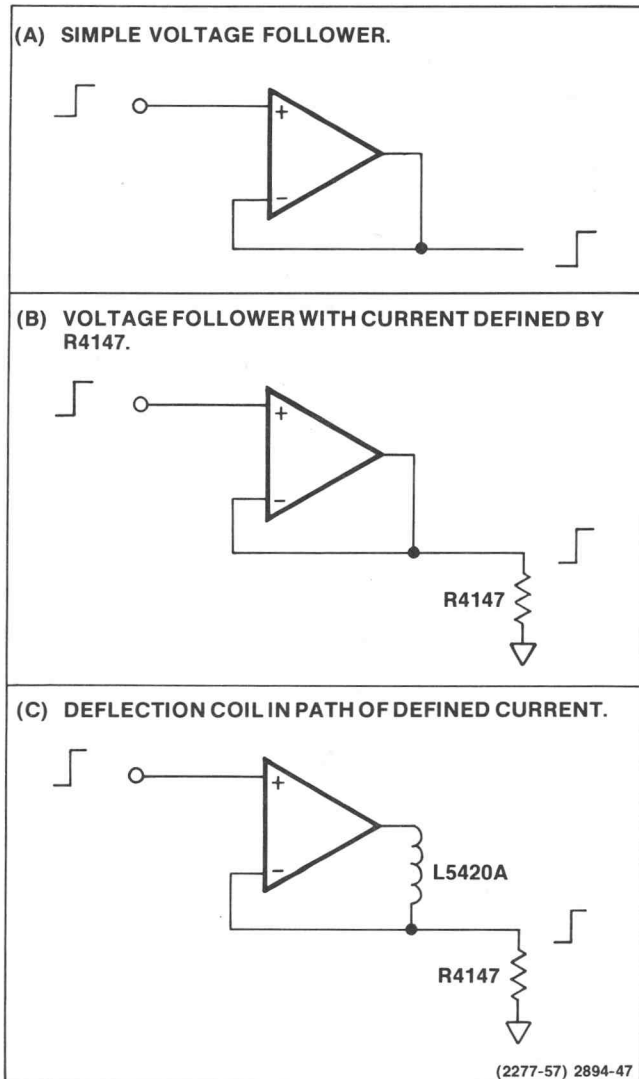 (A) SIMPLE VOLTAGE FOLLOWER.
+
−
(B) VOLTAGE FOLLOWER WITH CURRENT DEFINED BY
R4147.
+
−
R4147
(C) DEFLECTION COIL IN PATH OF DEFINED CURRENT.
+
−
L5420A
R4147
(2277-57) 2894-47